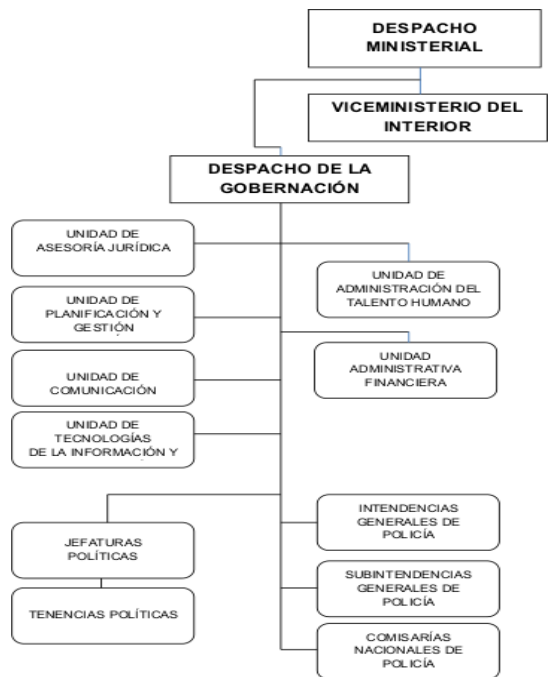 DESPACHO
MINISTERIAL
VICEMINISTERIO DEL
INTERIOR
DESPACHO DE LA
GOBERNACIÓN
UNIDAD DE
ASESORÍA JURÍDICA
UNIDAD DE
ADMINISTRACIÓN DEL
TALENTO HUMANO
UNIDAD DE
PLANIFICACIÓN Y
GESTIÓN
UNIDAD
ADMINISTRATIVA
FINANCIERA
UNIDAD DE
COMUNICACIÓN
UNIDAD DE
TECNOLOGÍAS
DE LA INFORMACIÓN Y
JEFATURAS
POLÍTICAS
TENENCIAS POLÍTICAS
INTENDENCIAS
GENERALES DE
POLICÍA
SUBINTENDENCIAS
GENERALES DE
POLICÍA
COMISARÍAS
NACIONALES DE
POLICÍA